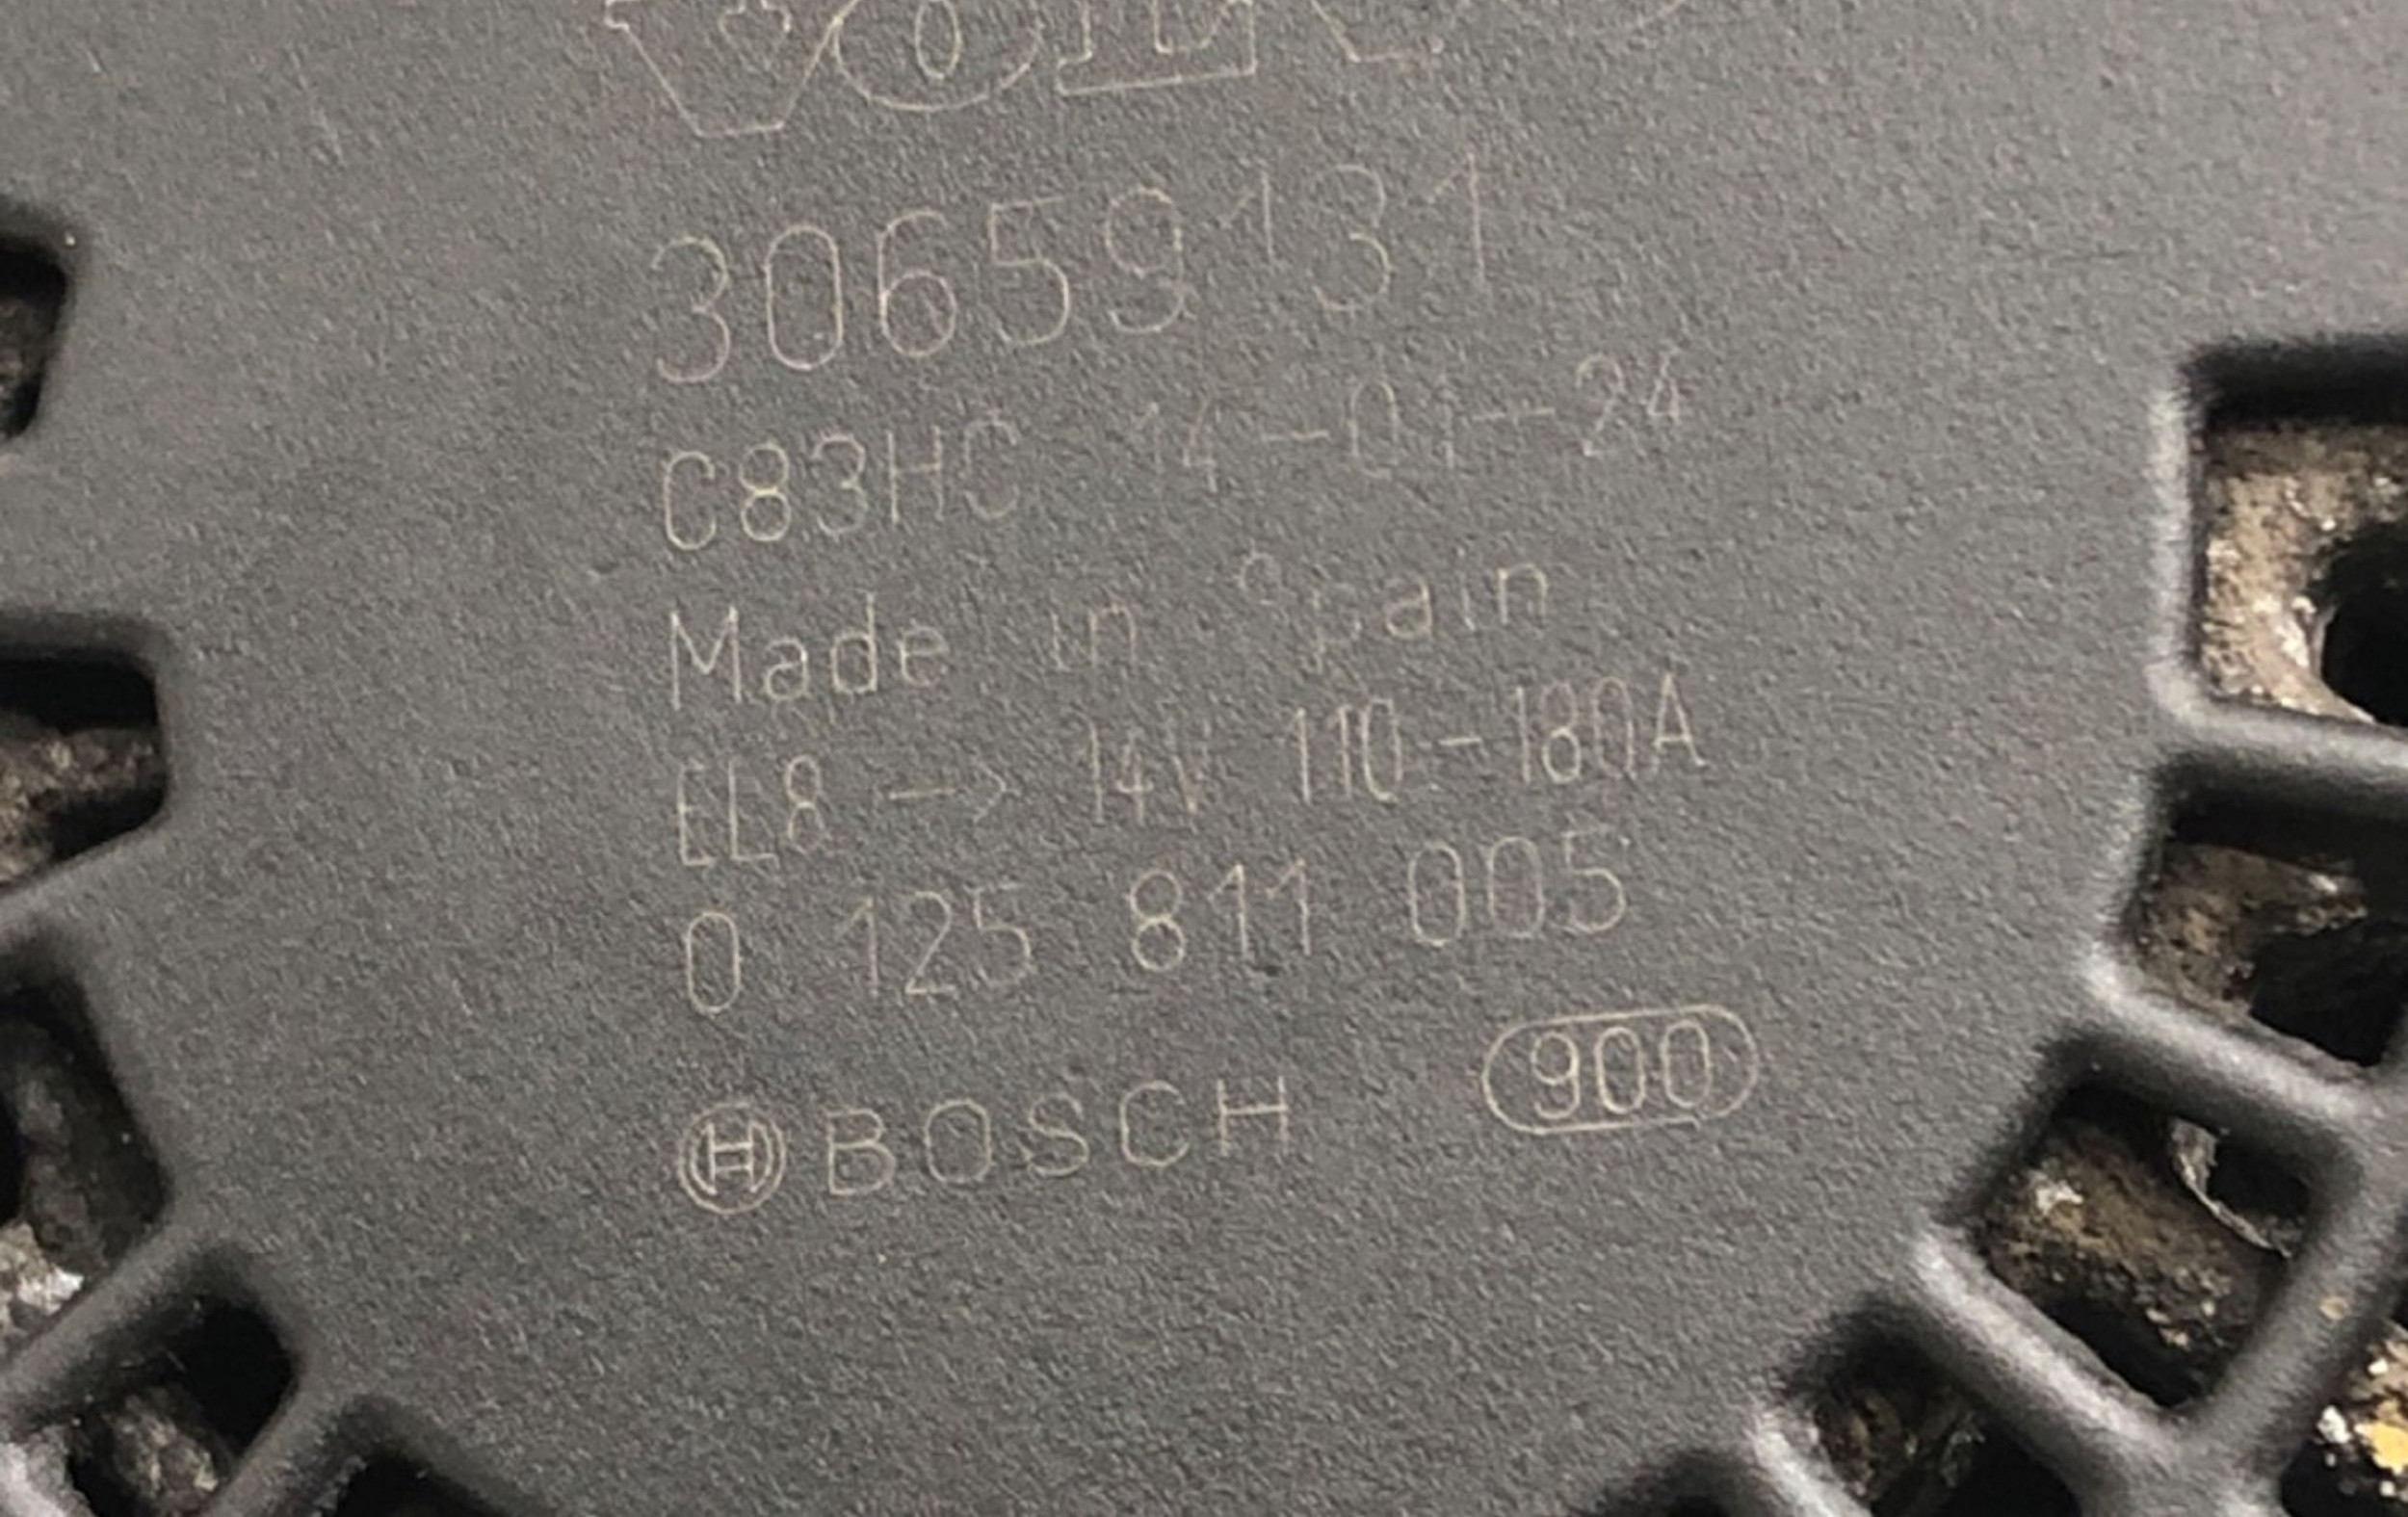 30659131
C83HC 14-01-24
Made in Spain
EL8 -> 14V 110-180A
0 125 811 005
BOSCH 900